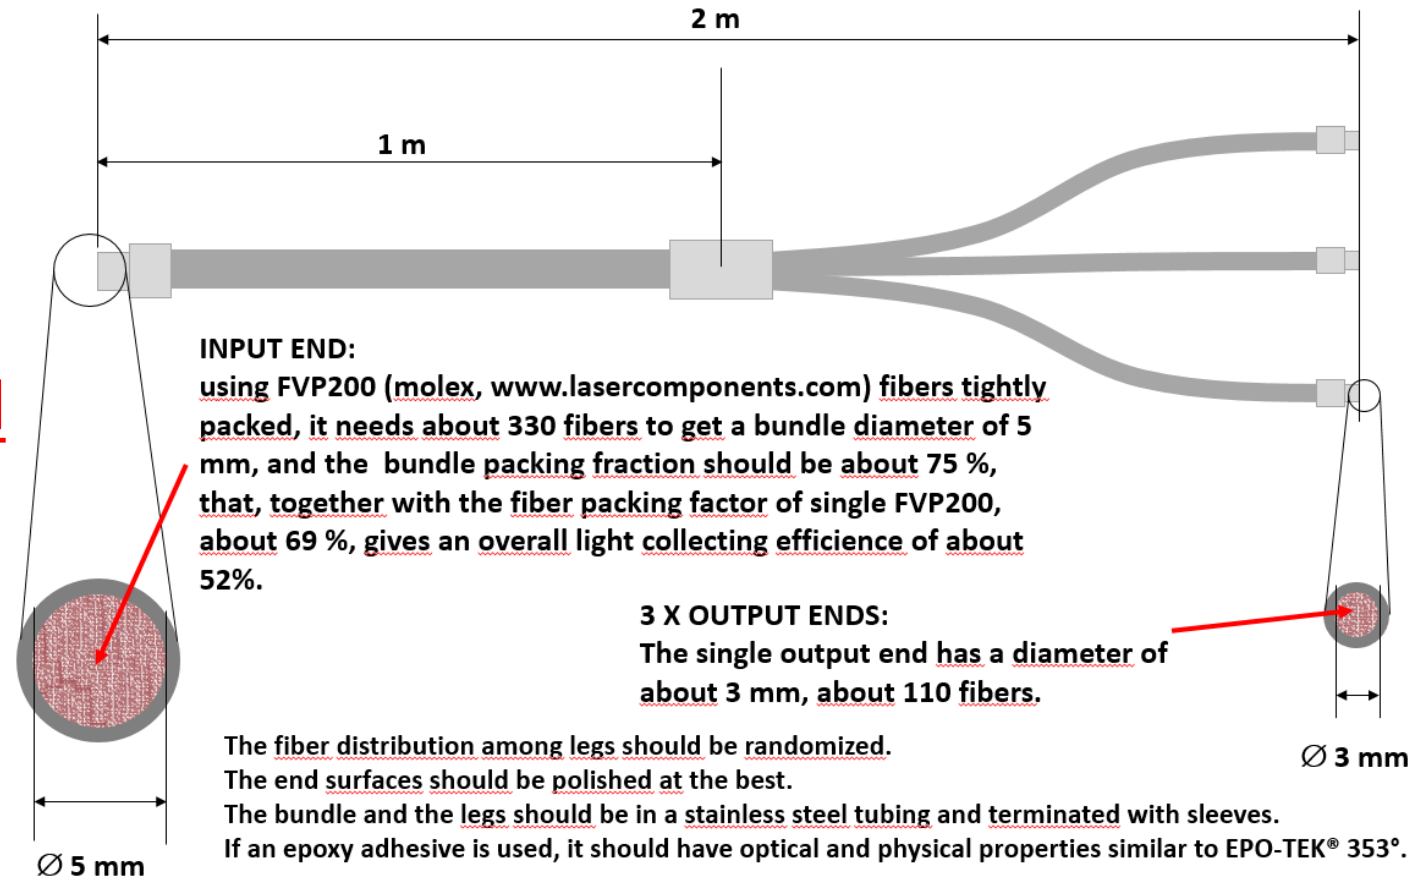 2 m
1 m
INPUT END:
using FVP200 (molex, www.lasercomponents.com) fibers tightly
packed, it needs about 330 fibers to get a bundle diameter of 5
mm, and the  bundle packing fraction should be about 75 %,
that, together with the fiber packing factor of single FVP200,
about 69 %, gives an overall light collecting efficience of about
52%.
3 X OUTPUT ENDS:
The single output end has a diameter of
about 3 mm, about 110 fibers.
∅ 3 mm
The fiber distribution among legs should be randomized.
The end surfaces should be polished at the best.
The bundle and the legs should be in a stainless steel tubing and terminated with sleeves.
If an epoxy adhesive is used, it should have optical and physical properties similar to EPO-TEK® 353°.
∅ 5 mm